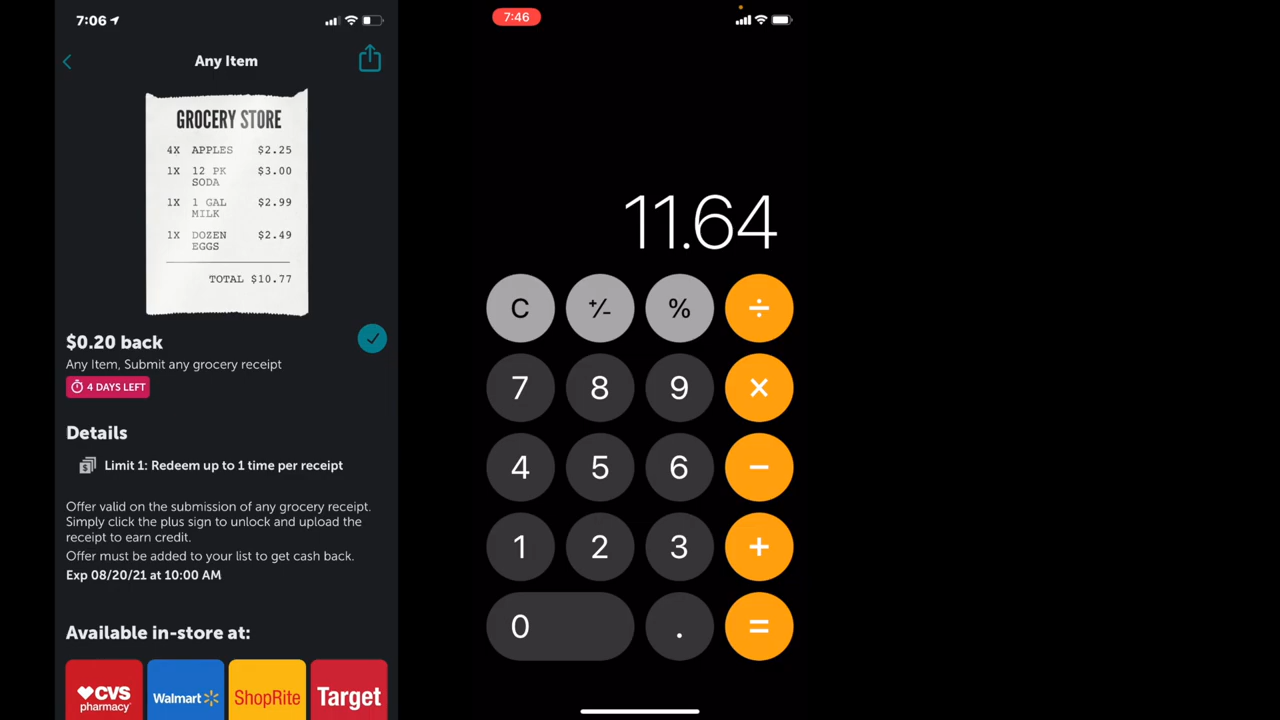 7:06
Any Item
GROCERY STORE
4X APPLES $2.25
1X 12 PK $3.00
SODA
1X 1 GAL $2.99
MILK
1X DOZEN $2.49
EGGS
TOTAL $10.77
$0.20 back
Any Item, Submit any grocery receipt
4 DAYS LEFT
Details
Limit 1: Redeem up to 1 time per receipt
Offer valid on the submission of any grocery receipt.
Simply click the plus sign to unlock and upload the
receipt to earn credit.
Offer must be added to your list to get cash back.
Exp 08/20/21 at 10:00 AM
Available in-store at:
CVS
pharmacy
Walmart
ShopRite
Target
7:46
11.64
C +/- % ÷
7 8 9 ×
4 5 6 −
1 2 3 +
0 . =